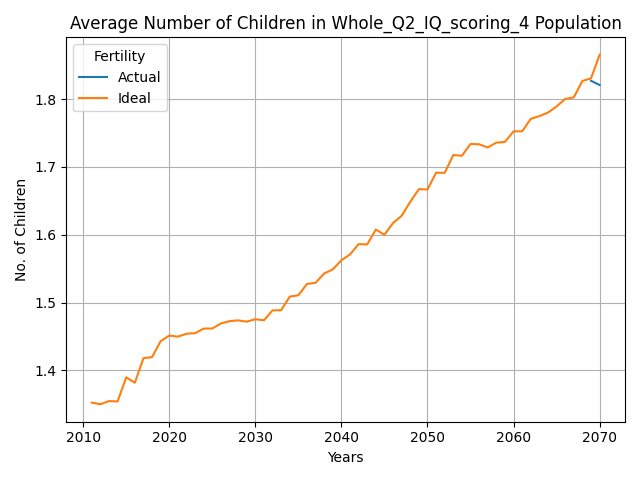 Average Number of Children in Whole_Q2_IQ_scoring_4 Population
Fertility
Actual
Ideal
No. of Children
1.8
1.7
1.6
1.5
1.4
2010 2020 2030 2040 2050 2060 2070
Years